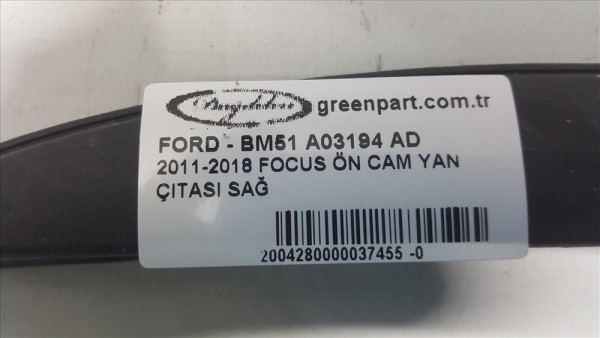 greenpart.com.tr
FORD - BM51 A03194 AD
2011-2018 FOCUS ÖN CAM YAN
ÇITASI SAĞ
2004280000037455 -0